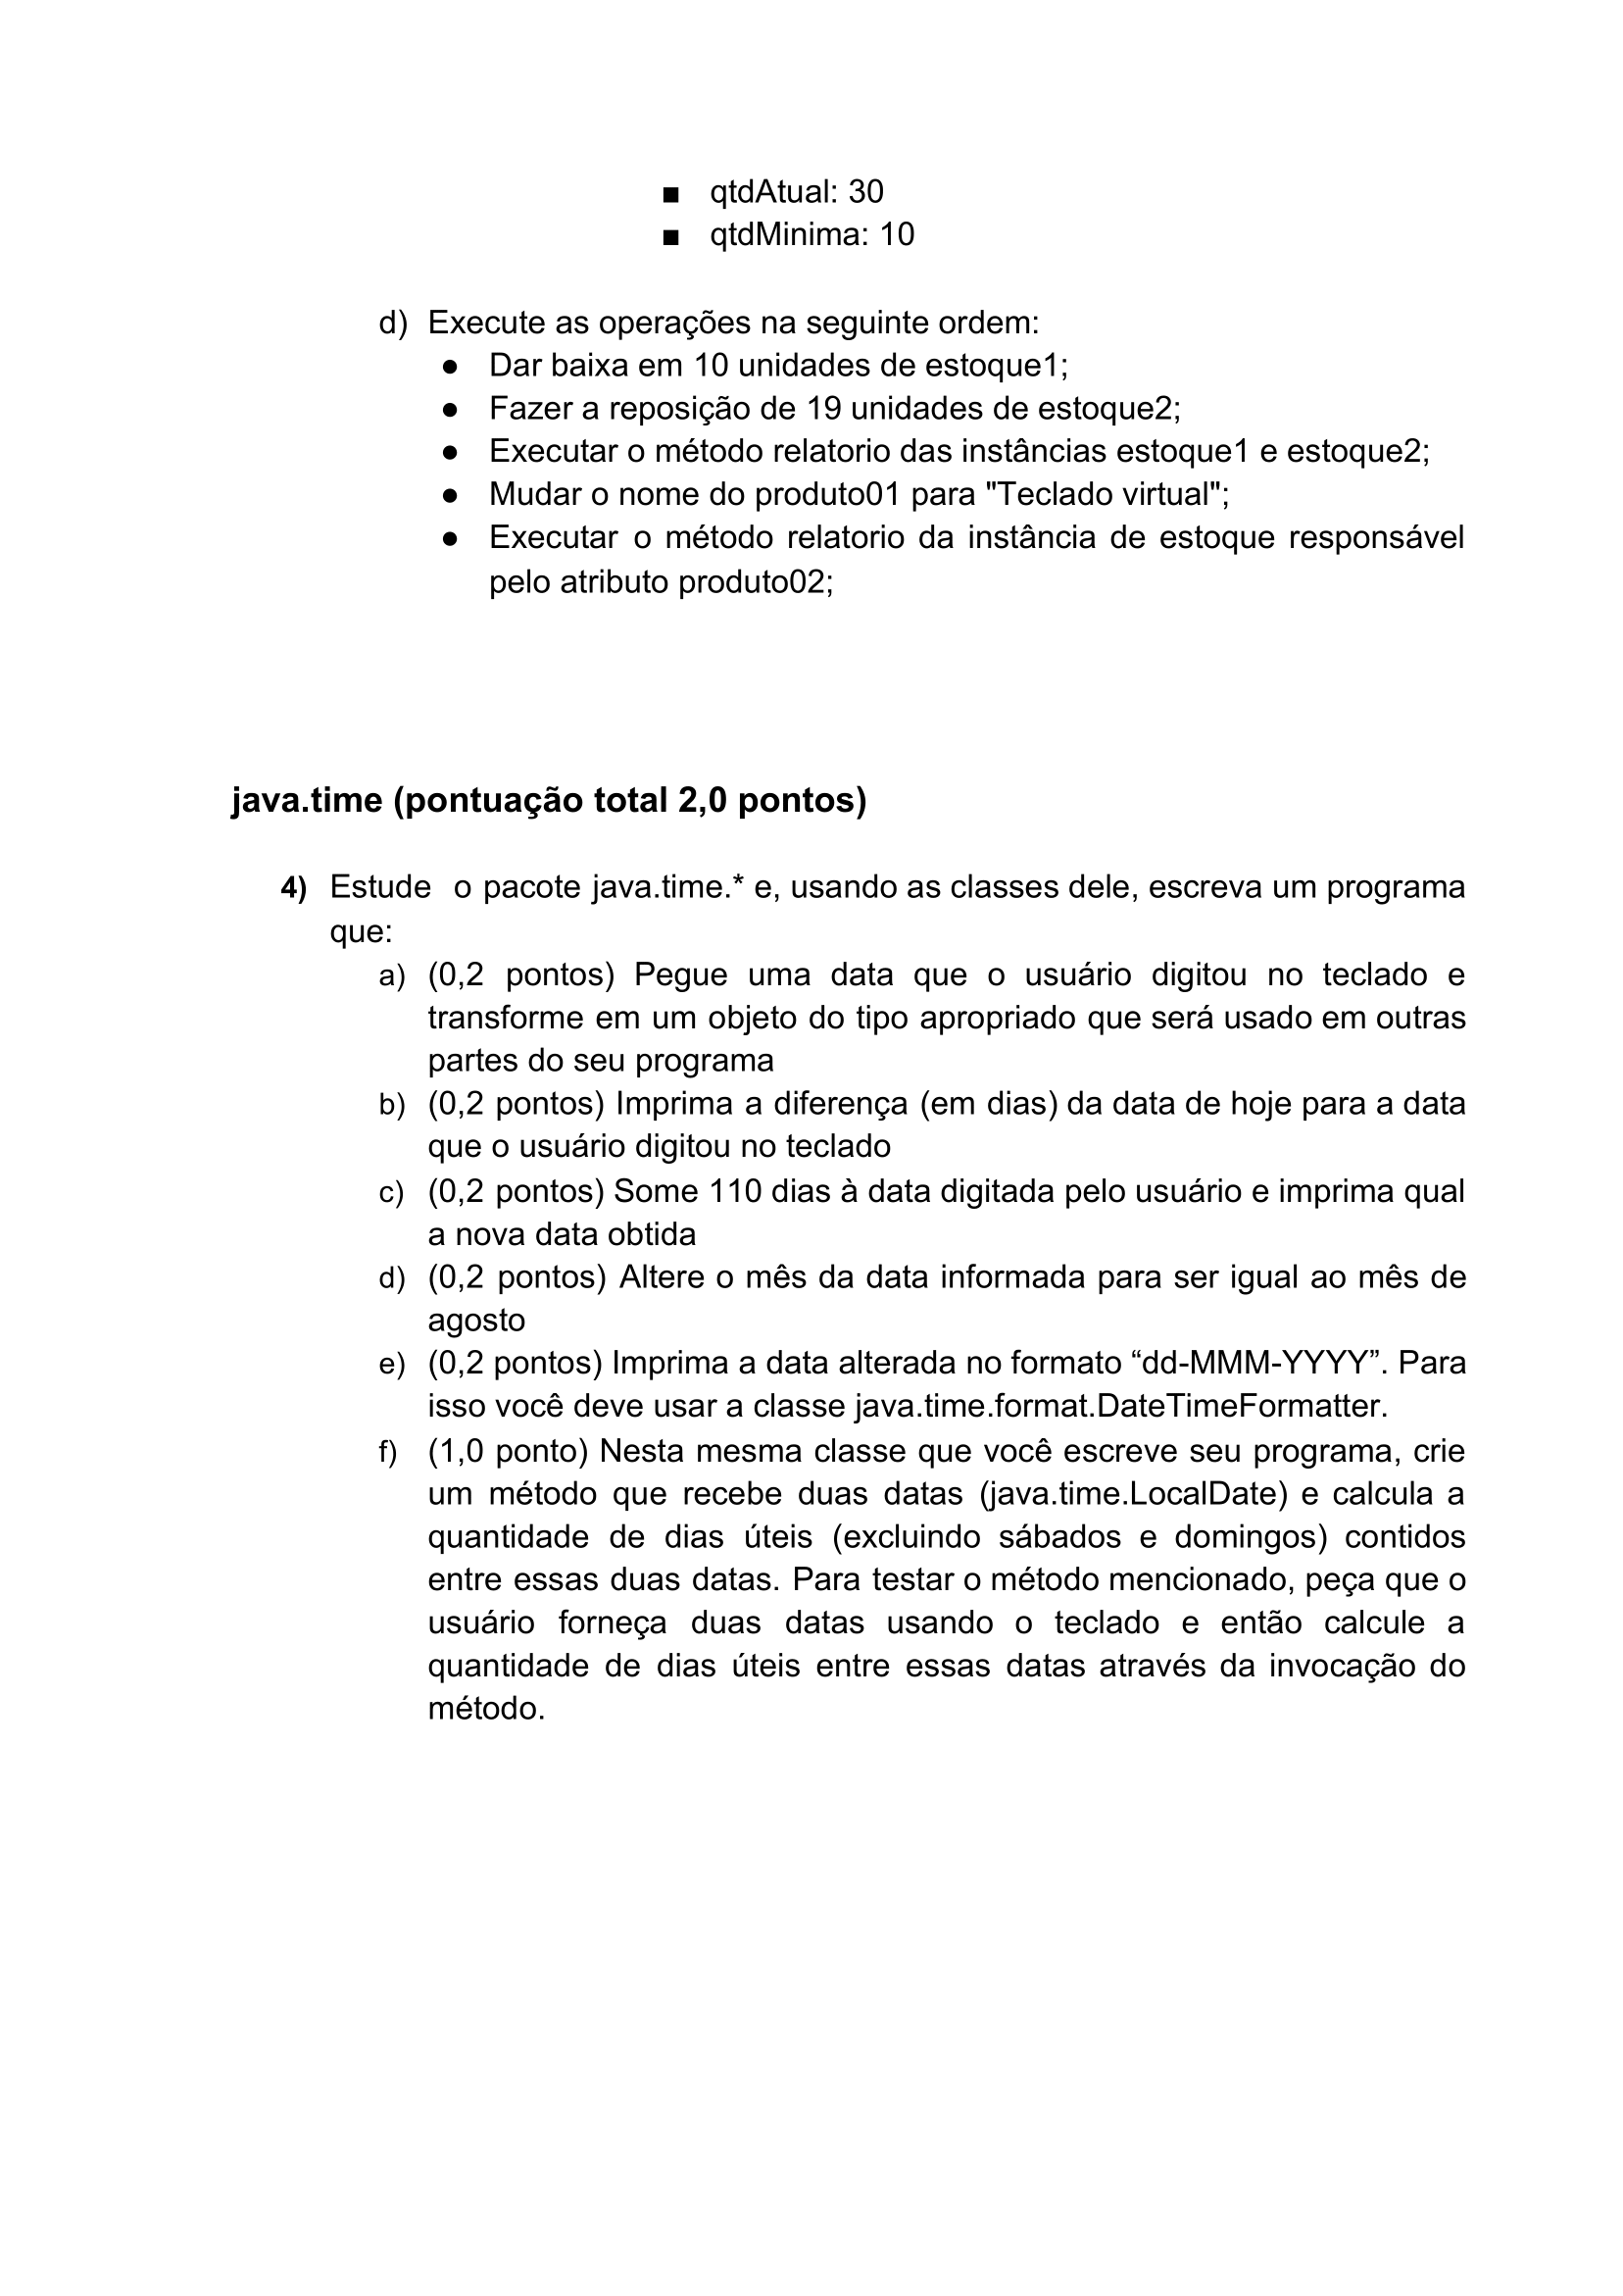 ■ qtdAtual: 30
■ qtdMinima: 10
d) Execute as operações na seguinte ordem:
● Dar baixa em 10 unidades de estoque1;
● Fazer a reposição de 19 unidades de estoque2;
● Executar o método relatorio das instâncias estoque1 e estoque2;
● Mudar o nome do produto01 para "Teclado virtual";
● Executar o método relatorio da instância de estoque responsável
pelo atributo produto02;
java.time (pontuação total 2,0 pontos)
4) Estude o pacote java.time.* e, usando as classes dele, escreva um programa
que:
a) (0,2 pontos) Pegue uma data que o usuário digitou no teclado e
transforme em um objeto do tipo apropriado que será usado em outras
partes do seu programa
b) (0,2 pontos) Imprima a diferença (em dias) da data de hoje para a data
que o usuário digitou no teclado
c) (0,2 pontos) Some 110 dias à data digitada pelo usuário e imprima qual
a nova data obtida
d) (0,2 pontos) Altere o mês da data informada para ser igual ao mês de
agosto
e) (0,2 pontos) Imprima a data alterada no formato “dd-MMM-YYYY”. Para
isso você deve usar a classe java.time.format.DateTimeFormatter.
f) (1,0 ponto) Nesta mesma classe que você escreve seu programa, crie
um método que recebe duas datas (java.time.LocalDate) e calcula a
quantidade de dias úteis (excluindo sábados e domingos) contidos
entre essas duas datas. Para testar o método mencionado, peça que o
usuário forneça duas datas usando o teclado e então calcule a
quantidade de dias úteis entre essas datas através da invocação do
método.